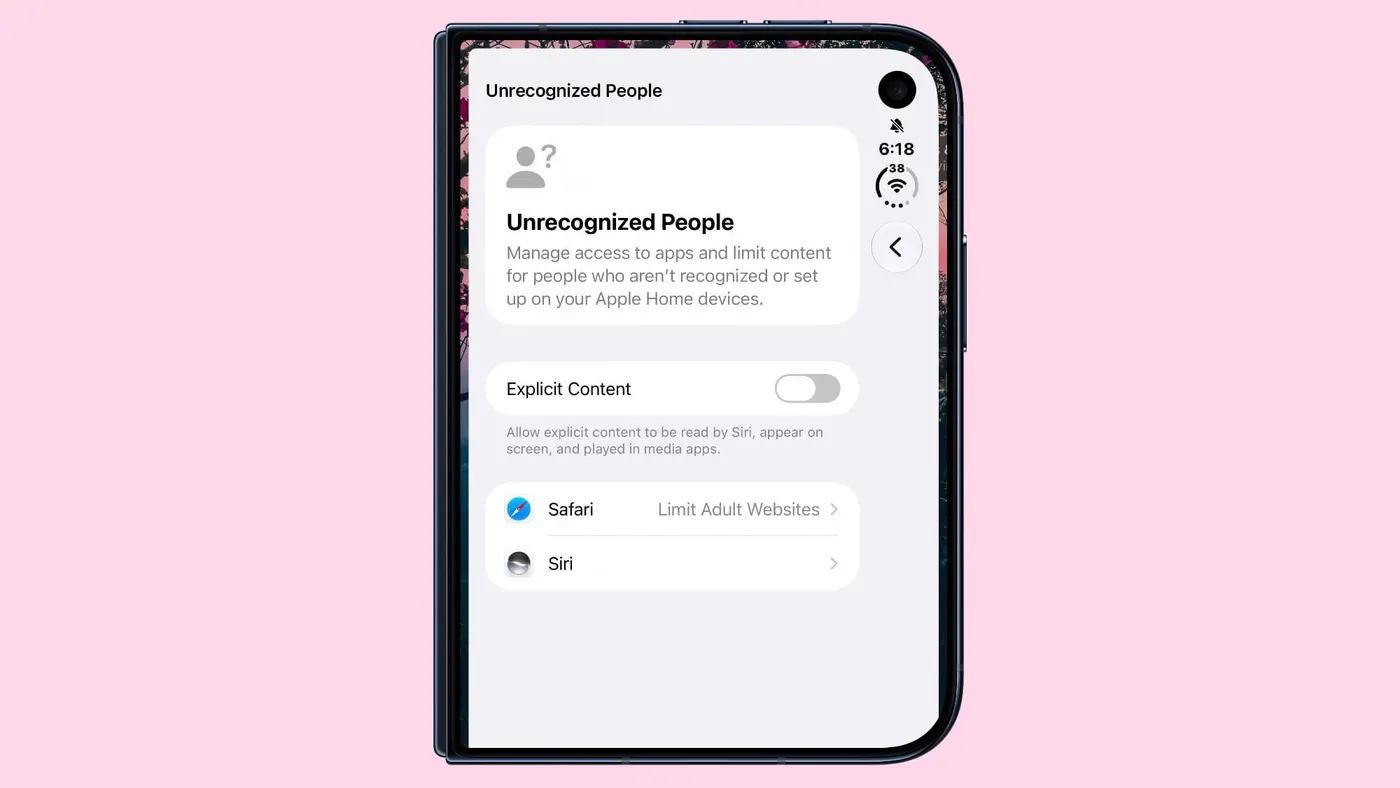 Unrecognized People
6:18
38
?
Unrecognized People
Manage access to apps and limit content
for people who aren’t recognized or set
up on your Apple Home devices.
Explicit Content
Allow explicit content to be read by Siri, appear on
screen, and played in media apps.
Safari Limit Adult Websites
Siri